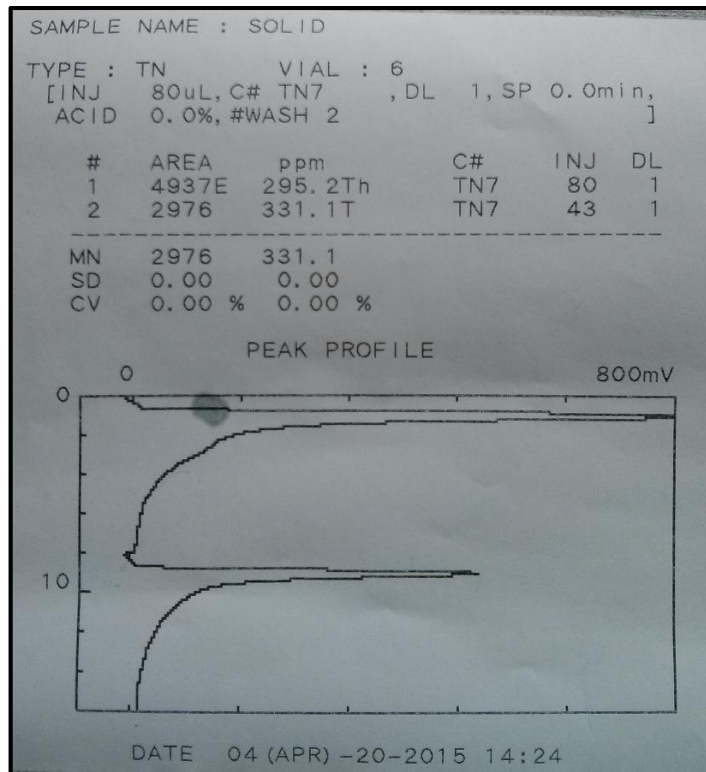 SAMPLE NAME : SOLID
TYPE : TN VIAL : 6
[INJ 80uL, C# TN7 , DL 1, SP 0.0min,
ACID 0.0%, #WASH 2 ]
# AREA ppm C# INJ DL
1 4937E 295.2Th TN7 80 1
2 2976 331.1T TN7 43 1
MN 2976 331.1
SD 0.00 0.00
CV 0.00 % 0.00 %
PEAK PROFILE
0 800mV
0
10
DATE 04(APR)-20-2015 14:24